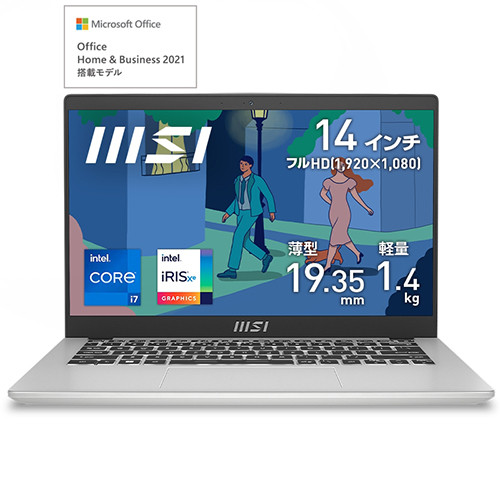 Microsoft Office
Office
Home & Business 2021
搭載モデル
msi
14 インチ
フルHD(1,920×1,080)
intel
CORE
i7
intel
iRIS Xe
GRAPHICS
薄型
19.35
mm
軽量
1.4
kg
msi